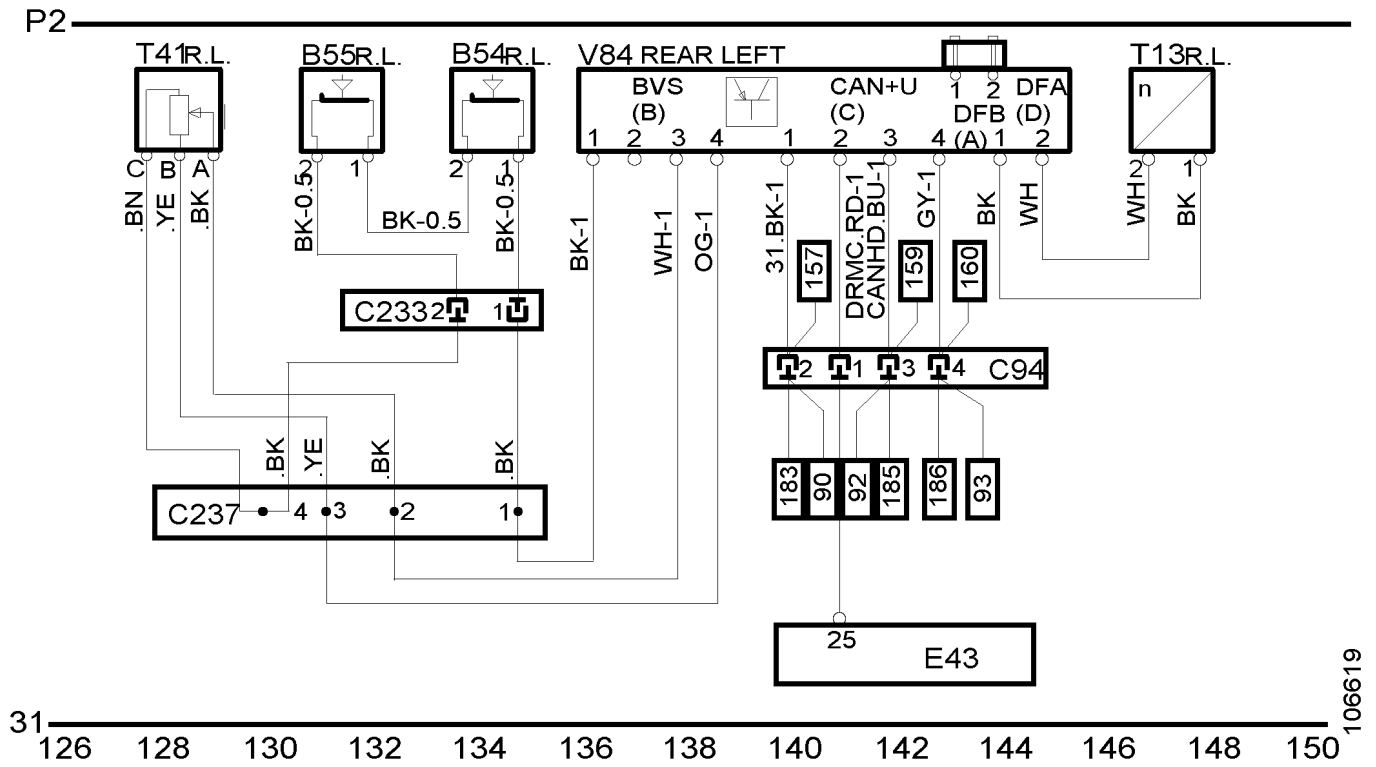 P2
T41R.L. B55R.L. B54R.L. V84 REAR LEFT T13R.L.
BVS (B) CAN+U (C) 1 2 DFB (A) DFA (D) n
1 2 3 4 1 2 3 4 1 2
C B A 2 1 2 1 2 1
.BN .YE .BK BK-0.5 BK-0.5 BK-0.5 BK-1 WH-1 OG-1 31.BK-1 DRMC.RD-1 CANHD.BU-1 GY-1 BK WH WH BK
157 159 160
C233 2 1
2 1 3 4 C94
.BK .YE .BK .BK
183 90 92 185 186 93
C237 4 3 2 1
25
E43
106619
31
126 128 130 132 134 136 138 140 142 144 146 148 150